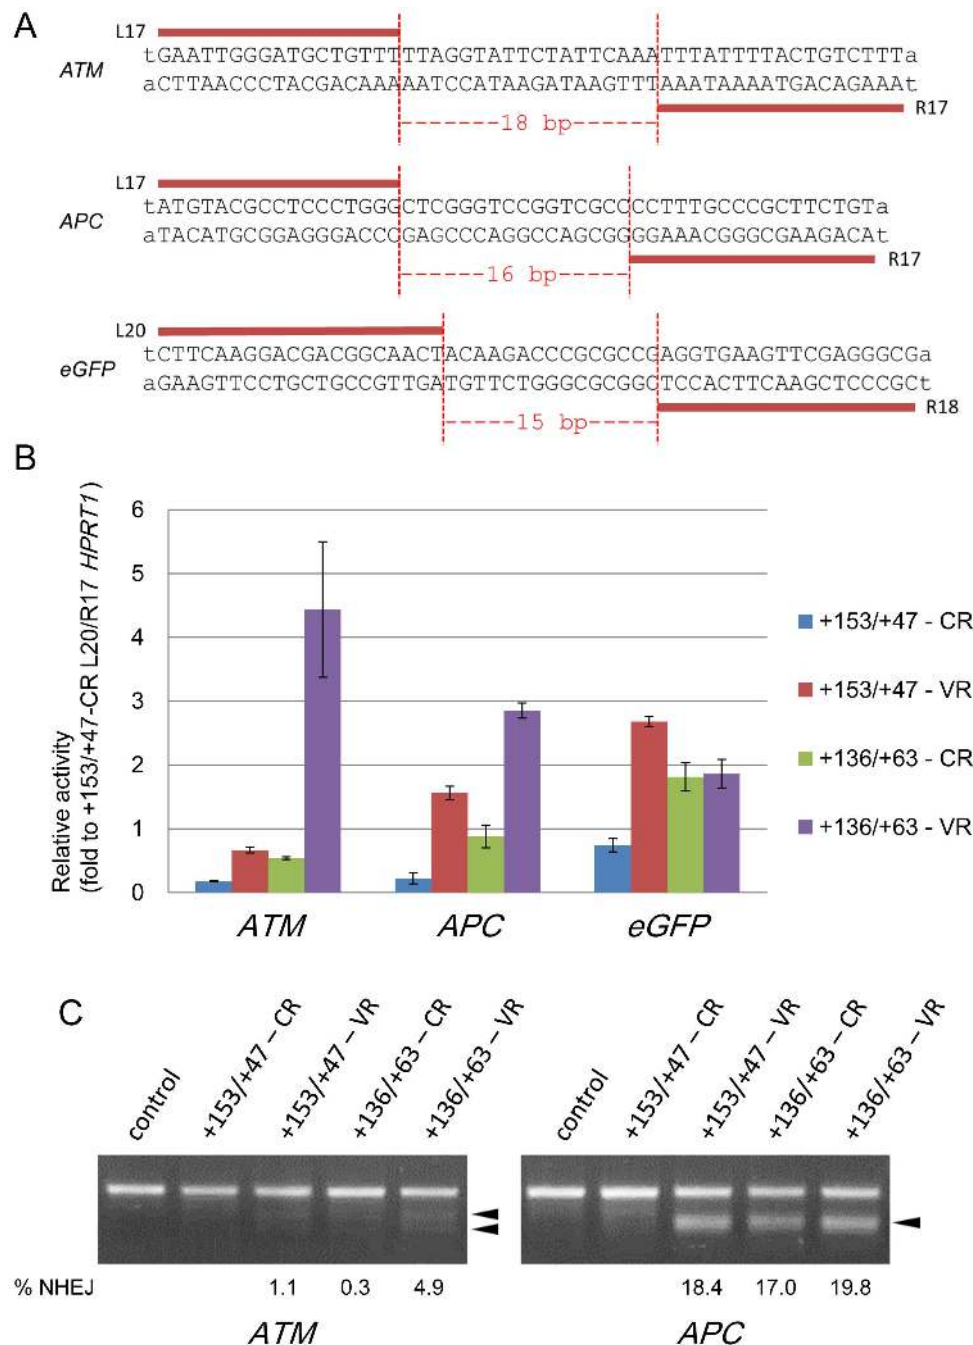 A
L17
tGAATTGGGATGCTGTTTTTAGGTATTCTATTCAAATTTATTTTACTGTCTTTa
ATM
aCTTAACCCTACGACAAAAATCCATAAGATAAGTTTAAATAAAATGACAGAAAt
18 bp
R17
L17
tATGTACGCCTCCCTGGGCTCGGGTCCGGTCGCCCCTTTGCCCGCTTCTGTa
APC
aTACATGCGGAGGGACCCGAGCCCAGGCCAGCGGGGAAACGGGCGAAGACAt
16 bp
R17
L20
tCTTCAAGGACGACGGCAACTACAAGACCCGCGCCGAGGTGAAGTTCGAGGGCGa
eGFP
aGAAGTTCCTGCTGCCGTTGATGTTCTGGGCGCGGCTCCACTTCAAGCTCCCGCt
15 bp
R18
B
Relative activity
(fold to +153/+47-CR L20/R17 HPRT1)
6
5
4
3
2
1
0
ATM APC eGFP
+153/+47 - CR
+153/+47 - VR
+136/+63 - CR
+136/+63 - VR
C
control +153/+47 – CR +153/+47 – VR +136/+63 – CR +136/+63 – VR
control +153/+47 – CR +153/+47 – VR +136/+63 – CR +136/+63 – VR
% NHEJ 1.1 0.3 4.9 18.4 17.0 19.8
ATM APC